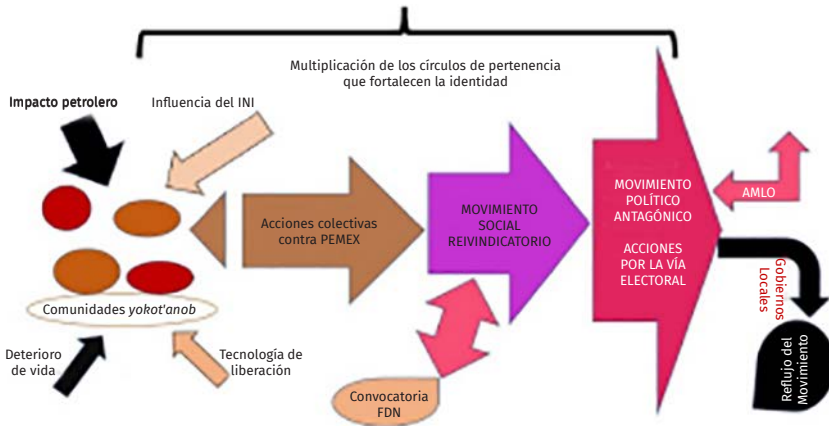 Multiplicación de los círculos de pertenencia
que fortalecen la identidad
Impacto petrolero
Influencia del INI
Acciones colectivas
contra PEMEX
MOVIMIENTO
SOCIAL
REIVINDICATORIO
MOVIMIENTO
POLÍTICO
ANTAGÓNICO
ACCIONES
POR LA VÍA
ELECTORAL
AMLO
Gobiernos
Locales
Reflujo del
Movimiento
Comunidades yokot'anob
Deterioro
de vida
Tecnología de
liberación
Convocatoria
FDN